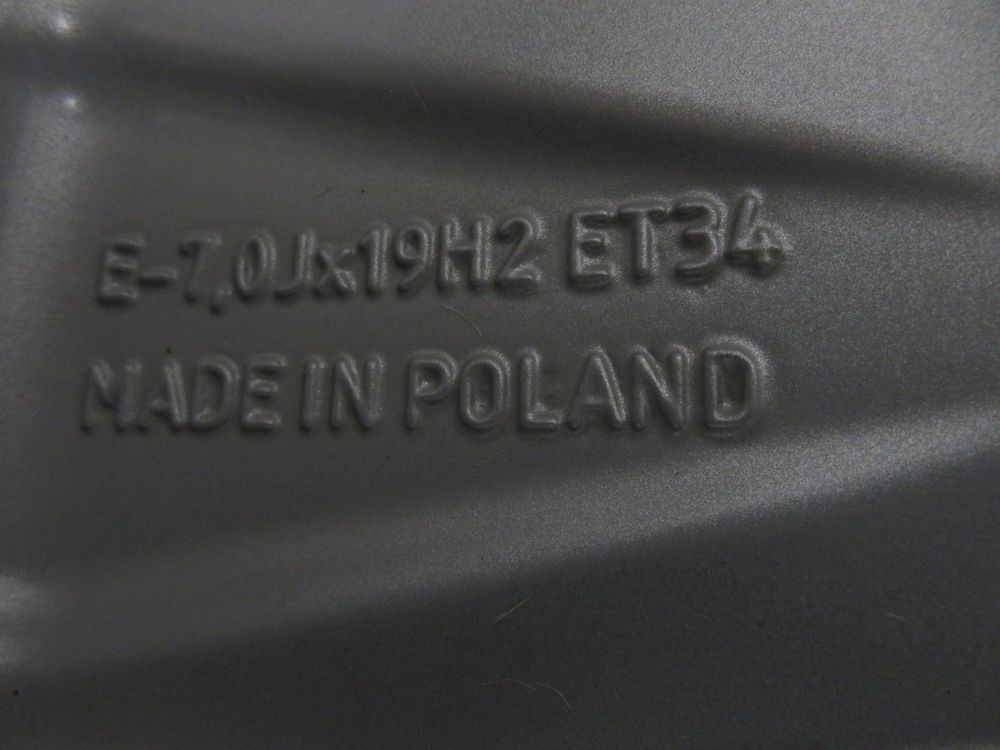 E-7,0Jx19H2 ET34
MADE IN POLAND